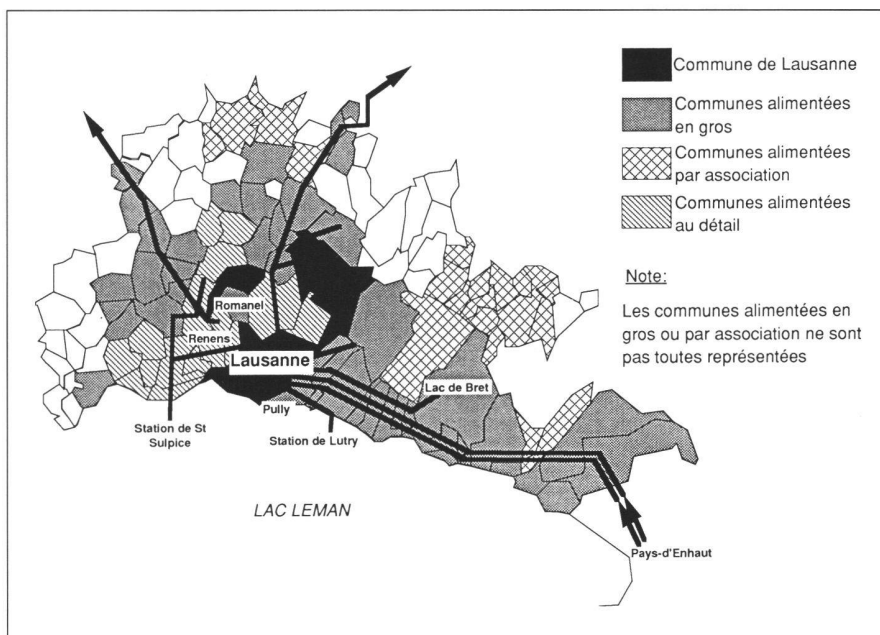 Commune de Lausanne
Communes alimentées
en gros
Communes alimentées
par association
Communes alimentées
au détail
Note:
Les communes alimentées en
gros ou par association ne sont
pas toutes représentées
Romanel
Renens
Lausanne
Lac de Bret
Pully
Station de St
Sulpice
Station de Lutry
LAC LEMAN
Pays-d'Enhaut